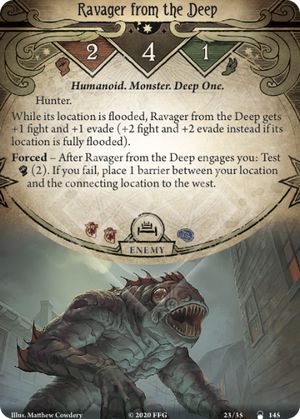 Ravager from the Deep
2 4 1
Humanoid. Monster. Deep One.
Hunter.
While its location is flooded, Ravager from the Deep gets
+1 fight and +1 evade (+2 fight and +2 evade instead if its
location is fully flooded).
Forced – After Ravager from the Deep engages you: Test
(2). If you fail, place 1 barrier between your location
and the connecting location to the west.
ENEMY
Illus. Matthew Cowdery © 2020 FFG 23/35 145